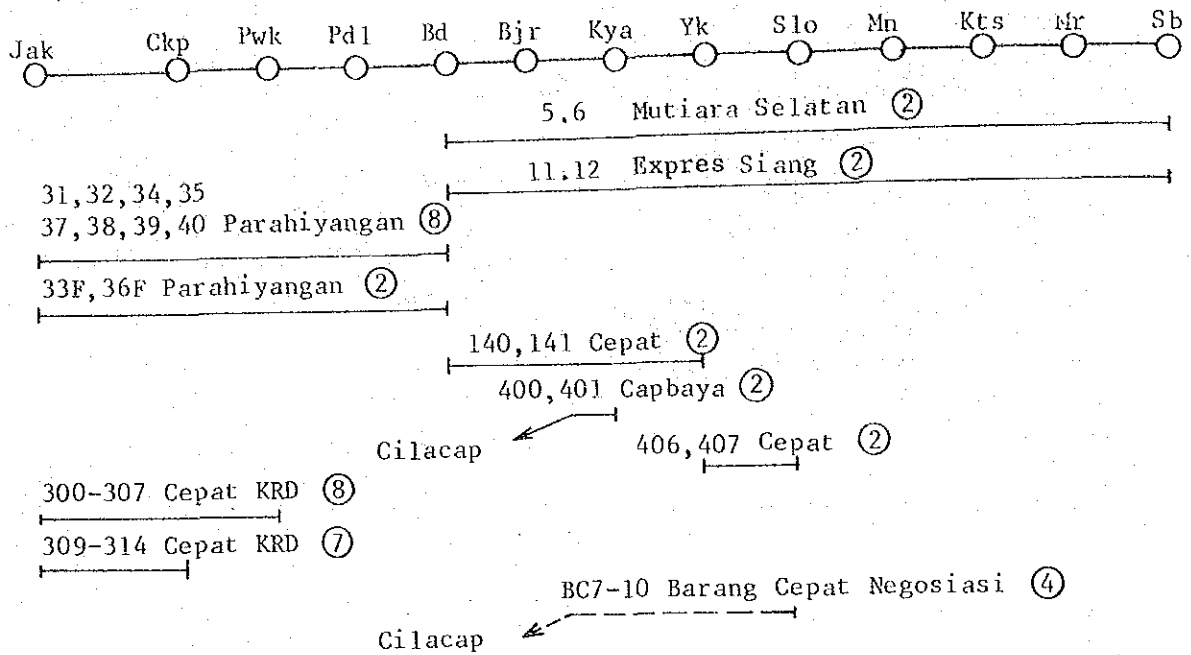 Jak Ckp Pwk Pdl Bd Bjr Kya Yk Slo Mn Kts Mr Sb
5.6 Mutiara Selatan ②
11.12 Expres Siang ②
31,32,34,35
37,38,39,40 Parahiyangan ⑧
33F,36F Parahiyangan ②
140,141 Cepat ②
400,401 Capbaya ②
Cilacap
406,407 Cepat ②
300-307 Cepat KRD ⑧
309-314 Cepat KRD ⑦
BC7-10 Barang Cepat Negosiasi ④
Cilacap